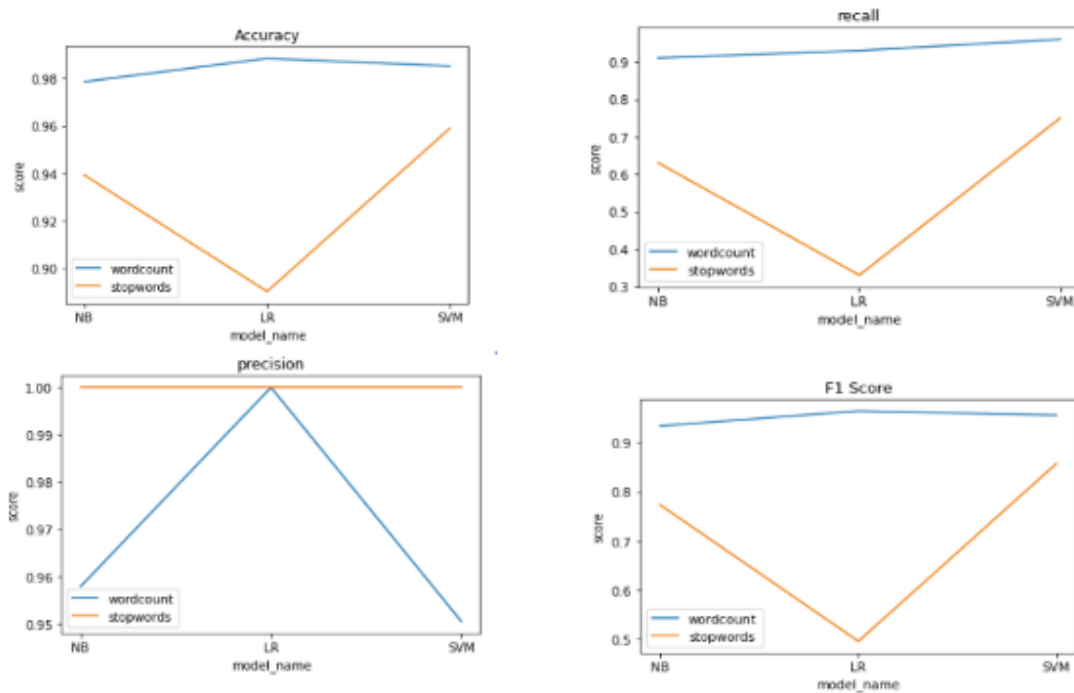 Accuracy
score
0.98
0.96
0.94
0.92
0.90
wordcount
stopwords
NB
LR
SVM
model_name
recall
score
0.9
0.8
0.7
0.6
0.5
0.4
0.3
wordcount
stopwords
NB
LR
SVM
model_name
precision
score
1.00
0.99
0.98
0.97
0.96
0.95
wordcount
stopwords
NB
LR
SVM
model_name
F1 Score
score
0.9
0.8
0.7
0.6
0.5
wordcount
stopwords
NB
LR
SVM
model_name